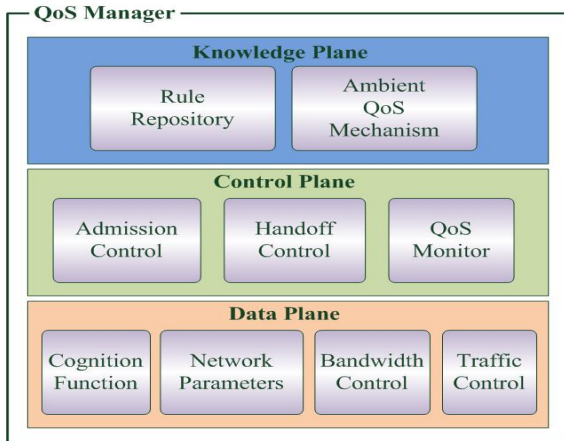 QoS Manager
Knowledge Plane
Rule
Repository
Ambient
QoS
Mechanism
Control Plane
Admission
Control
Handoff
Control
QoS
Monitor
Data Plane
Cognition
Function
Network
Parameters
Bandwidth
Control
Traffic
Control